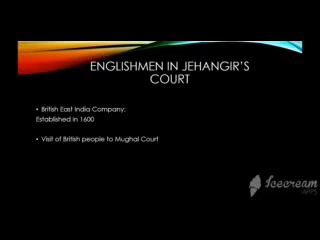 ENGLISHMEN IN JEHANGIR'S
COURT
• British East India Company:
Established in 1600
• Visit of British people to Mughal Court
Icecream
APPS